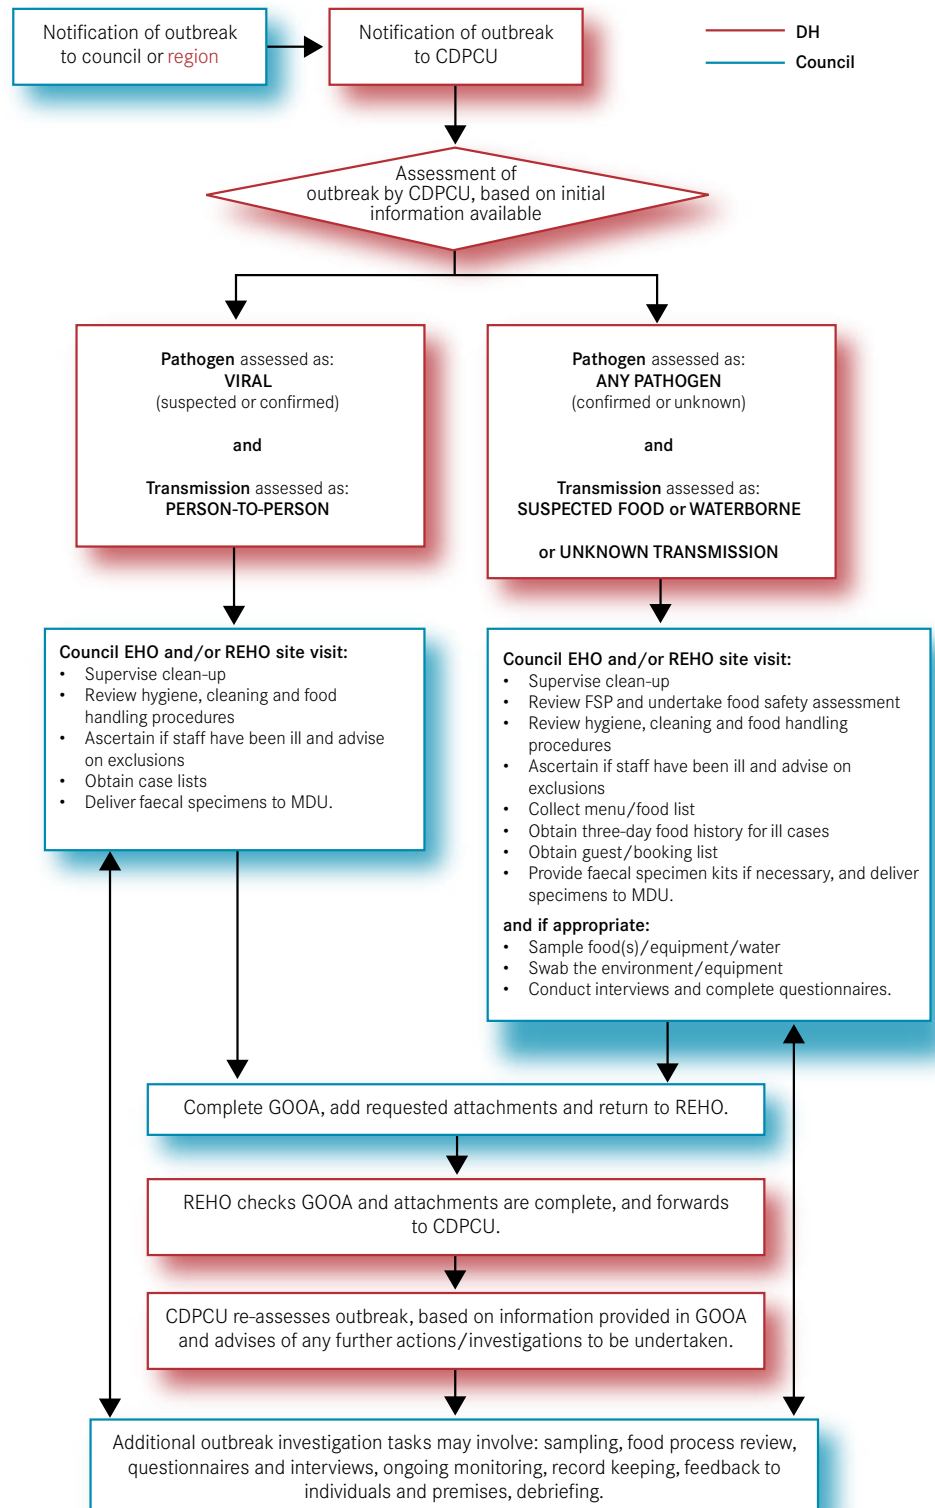 Notification of outbreak
to council or region
Notification of outbreak
to CDPCU
DH
Council
Assessment of
outbreak by CDPCU, based on initial
information available
Pathogen assessed as:
VIRAL
(suspected or confirmed)
and
Transmission assessed as:
PERSON-TO-PERSON
Pathogen assessed as:
ANY PATHOGEN
(confirmed or unknown)
and
Transmission assessed as:
SUSPECTED FOOD or WATERBORNE
or UNKNOWN TRANSMISSION
Council EHO and/or REHO site visit:
• Supervise clean-up
• Review hygiene, cleaning and food
handling procedures
• Ascertain if staff have been ill and advise
on exclusions
• Obtain case lists
• Deliver faecal specimens to MDU.
Council EHO and/or REHO site visit:
• Supervise clean-up
• Review FSP and undertake food safety assessment
• Review hygiene, cleaning and food handling
procedures
• Ascertain if staff have been ill and advise on
exclusions
• Collect menu/food list
• Obtain three-day food history for ill cases
• Obtain guest/booking list
• Provide faecal specimen kits if necessary, and deliver
specimens to MDU.
and if appropriate:
• Sample food(s)/equipment/water
• Swab the environment/equipment
• Conduct interviews and complete questionnaires.
Complete GOOA, add requested attachments and return to REHO.
REHO checks GOOA and attachments are complete, and forwards
to CDPCU.
CDPCU re-assesses outbreak, based on information provided in GOOA
and advises of any further actions/investigations to be undertaken.
Additional outbreak investigation tasks may involve: sampling, food process review,
questionnaires and interviews, ongoing monitoring, record keeping, feedback to
individuals and premises, debriefing.